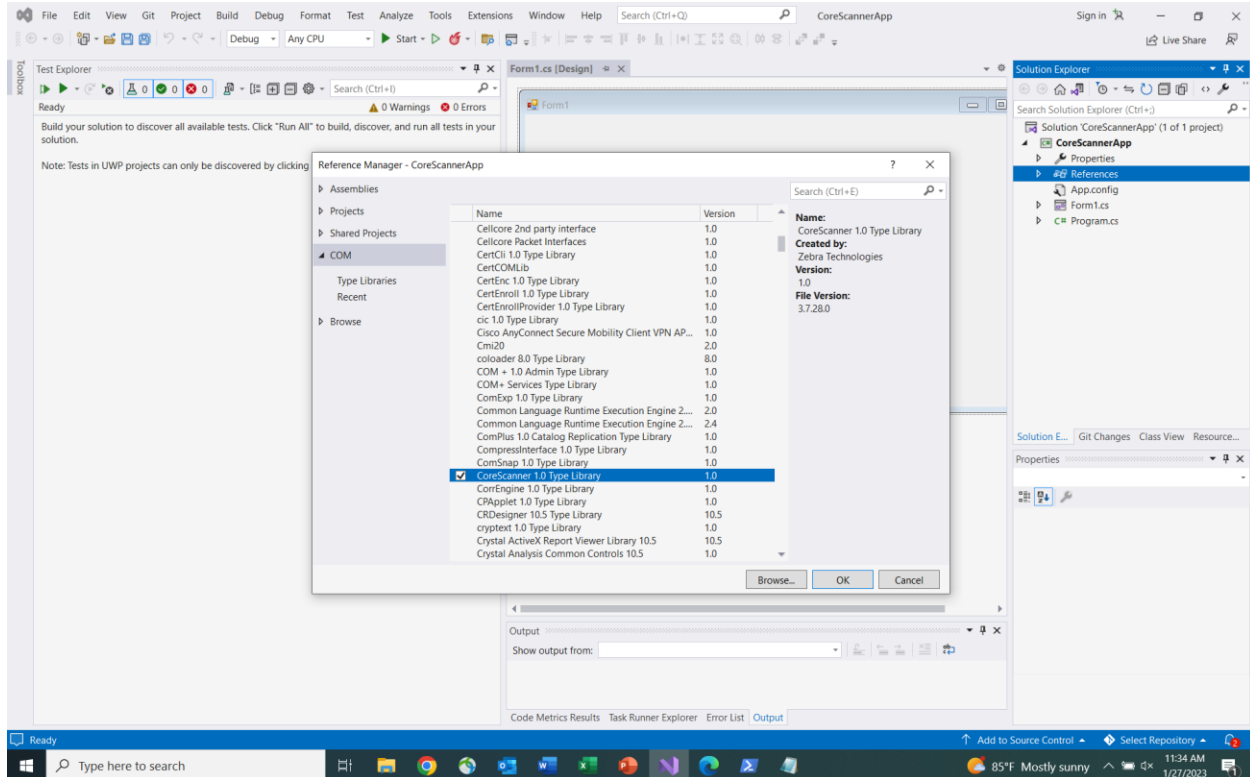 File Edit View Git Project Build Debug Format Test Analyze Tools Extensions Window Help Search (Ctrl+Q) CoreScannerApp Sign in
Debug Any CPU Start Live Share
Toolbox
Test Explorer
0 0 0 Search (Ctrl+I)
Ready 0 Warnings 0 Errors
Build your solution to discover all available tests. Click "Run All" to build, discover, and run all tests in your
solution.
Note: Tests in UWP projects can only be discovered by clicking
Form1.cs [Design]
Form1
Reference Manager - CoreScannerApp ?
Assemblies
Projects
Shared Projects
COM
Type Libraries
Recent
Browse
Name Version
Cellcore 2nd party interface 1.0
Cellcore Packet Interfaces 1.0
CertCli 1.0 Type Library 1.0
CertCOMLib 1.0
CertEnc 1.0 Type Library 1.0
CertEnroll 1.0 Type Library 1.0
CertEnrollProvider 1.0 Type Library 1.0
cic 1.0 Type Library 1.0
Cisco AnyConnect Secure Mobility Client VPN AP... 1.0
Cmi20 2.0
coloader 8.0 Type Library 8.0
COM + 1.0 Admin Type Library 1.0
COM+ Services Type Library 1.0
ComExp 1.0 Type Library 1.0
Common Language Runtime Execution Engine 2.... 2.0
Common Language Runtime Execution Engine 2.... 2.4
ComPlus 1.0 Catalog Replication Type Library 1.0
CompressInterface 1.0 Type Library 1.0
ComSnap 1.0 Type Library 1.0
CoreScanner 1.0 Type Library 1.0
CorrEngine 1.0 Type Library 1.0
CPApplet 1.0 Type Library 1.0
CRDesigner 10.5 Type Library 10.5
cryptext 1.0 Type Library 1.0
Crystal ActiveX Report Viewer Library 10.5 10.5
Crystal Analysis Common Controls 10.5 1.0
Search (Ctrl+E)
Name:
CoreScanner 1.0 Type Library
Created by:
Zebra Technologies
Version:
1.0
File Version:
3.7.28.0
Browse... OK Cancel
Solution Explorer
Search Solution Explorer (Ctrl+;)
Solution 'CoreScannerApp' (1 of 1 project)
CoreScannerApp
Properties
References
App.config
Form1.cs
C# Program.cs
Solution E... Git Changes Class View Resource...
Properties
Output
Show output from:
Code Metrics Results Task Runner Explorer Error List Output
Ready Add to Source Control Select Repository 2
Type here to search 85°F Mostly sunny 11:34 AM
1/27/2023